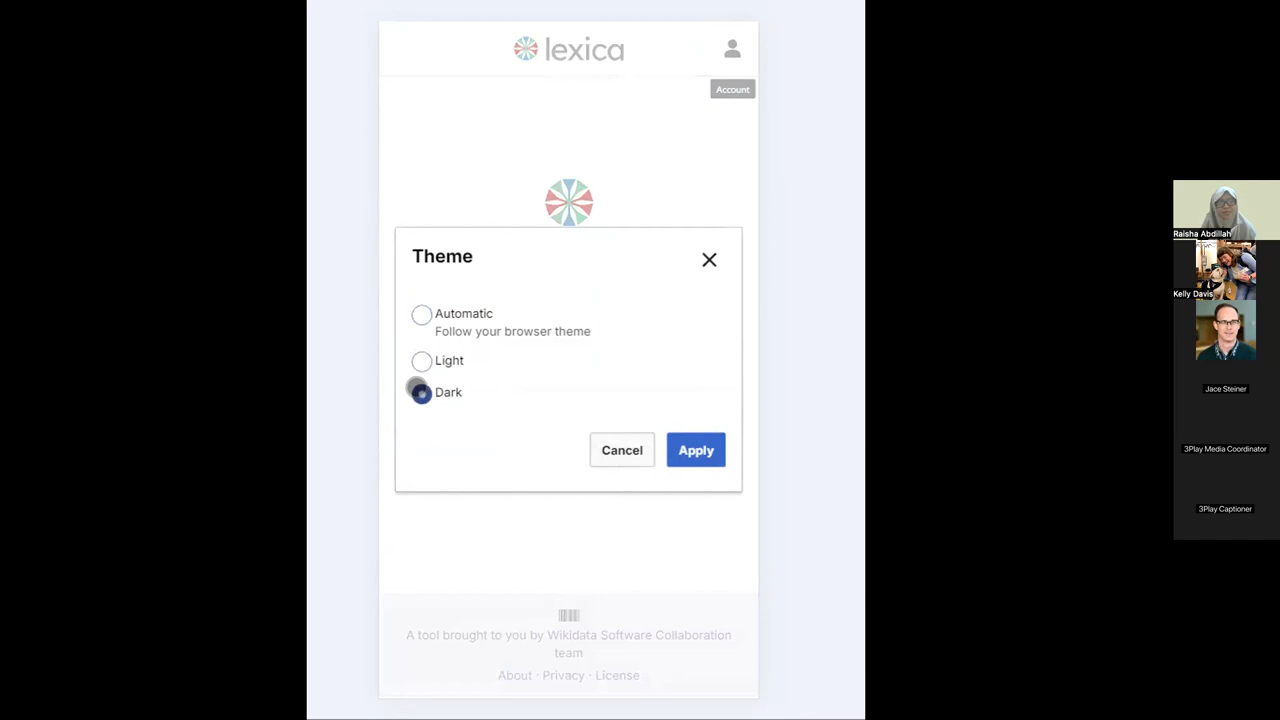 lexica
Account
Theme
Automatic
Follow your browser theme
Light
Dark
Cancel
Apply
A tool brought to you by Wikidata Software Collaboration
team
About · Privacy · License
Raisha Abdillah
Kelly Davis
Jace Steiner
3Play Media Coordinator
3Play Captioner